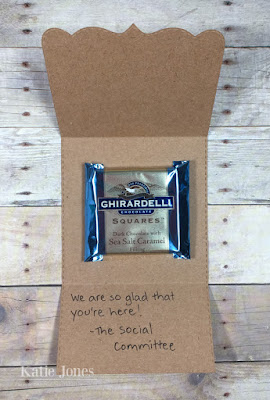 GHIRARDELLI
CHOCOLATE
SQUARES
Dark Chocolate with
Sea Salt Caramel
Filling
We are so glad that
you're here!
-The Social
Committee
Katie Jones